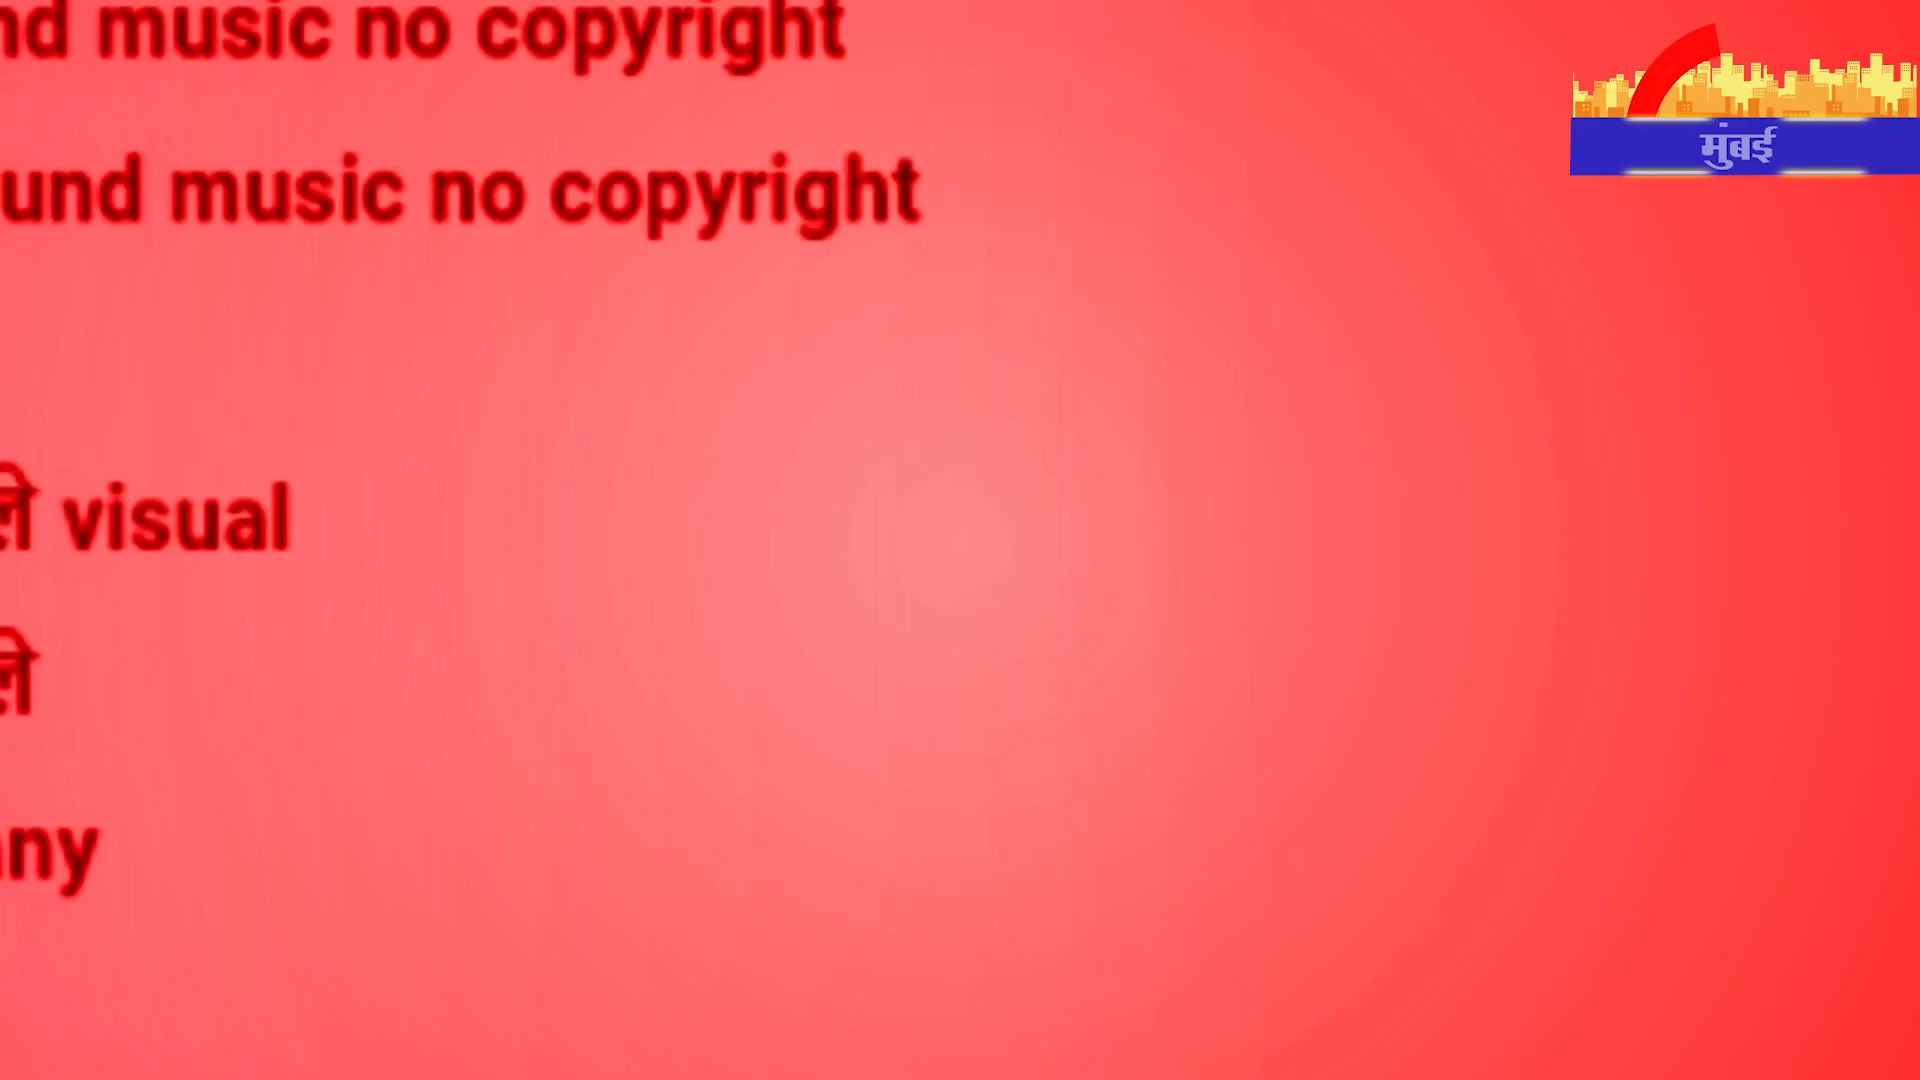 nd music no copyright
मुंबई
und music no copyright
ले visual
ले
ny